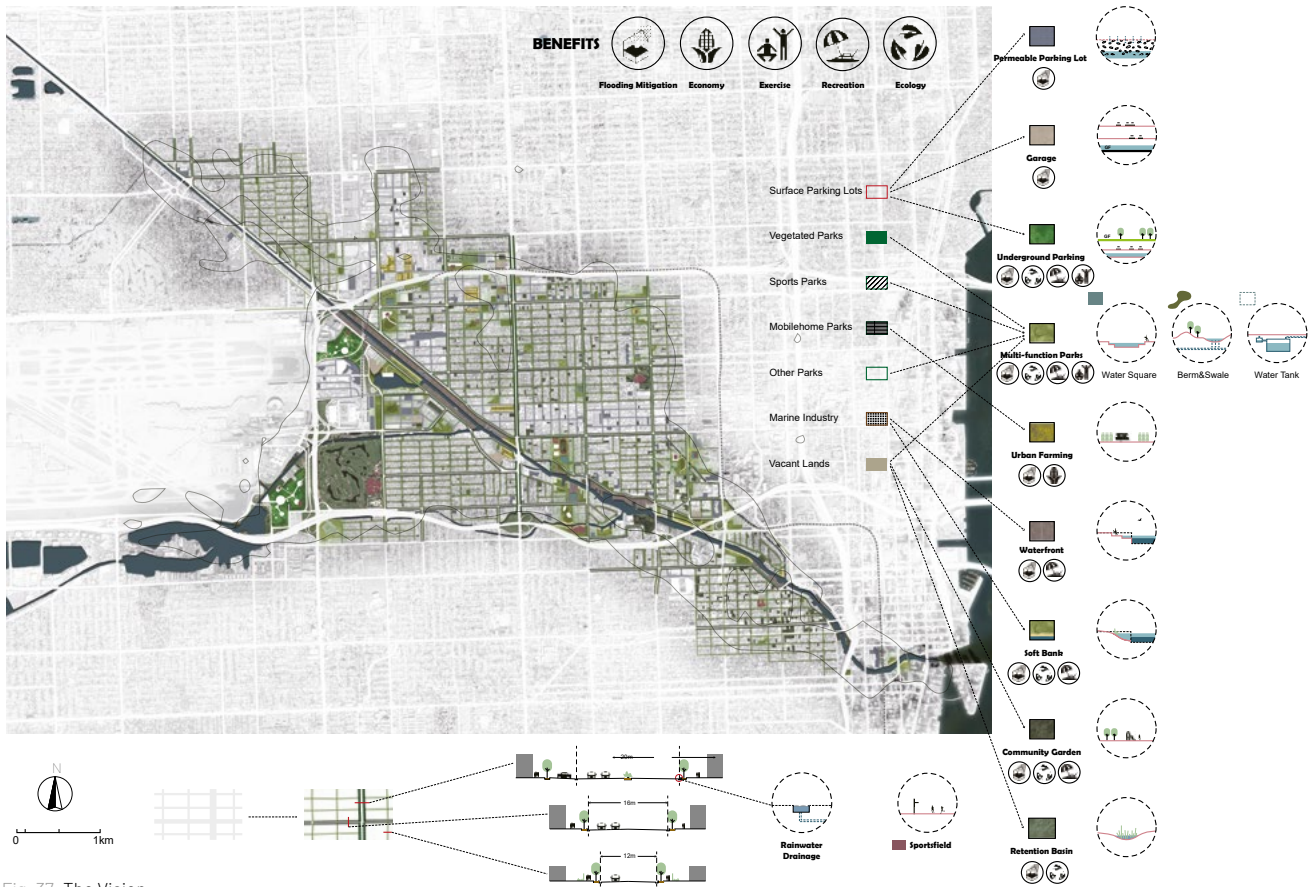 BENEFITS
Flooding Mitigation
Economy
Exercise
Recreation
Ecology
Surface Parking Lots
Vegetated Parks
Sports Parks
Mobilehome Parks
Other Parks
Marine Industry
Vacant Lands
Permeable Parking Lot
Garage
GF
Underground Parking
GF
Multi-function Parks
Water Square
Berm&Swale
Water Tank
Urban Farming
Waterfront
Soft Bank
Community Garden
Retention Basin
N
0 1km
20m
16m
12m
Rainwater
Drainage
Sportsfield
Fig. 37 The Vision